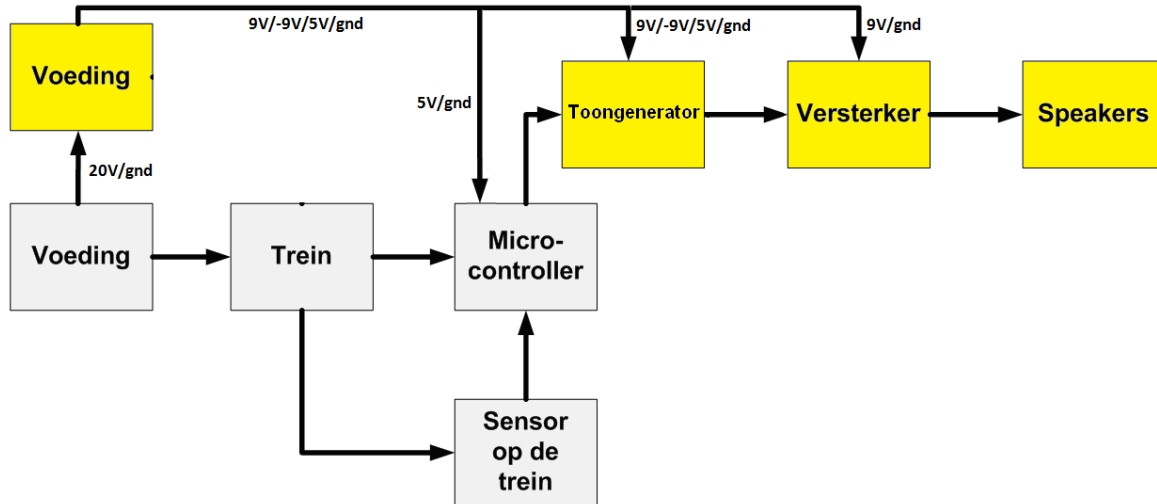 9V/-9V/5V/gnd
9V/-9V/5V/gnd
9V/gnd
Voeding
5V/gnd
Toongenerator
Versterker
Speakers
20V/gnd
Voeding
Trein
Micro-
controller
Sensor
op de
trein